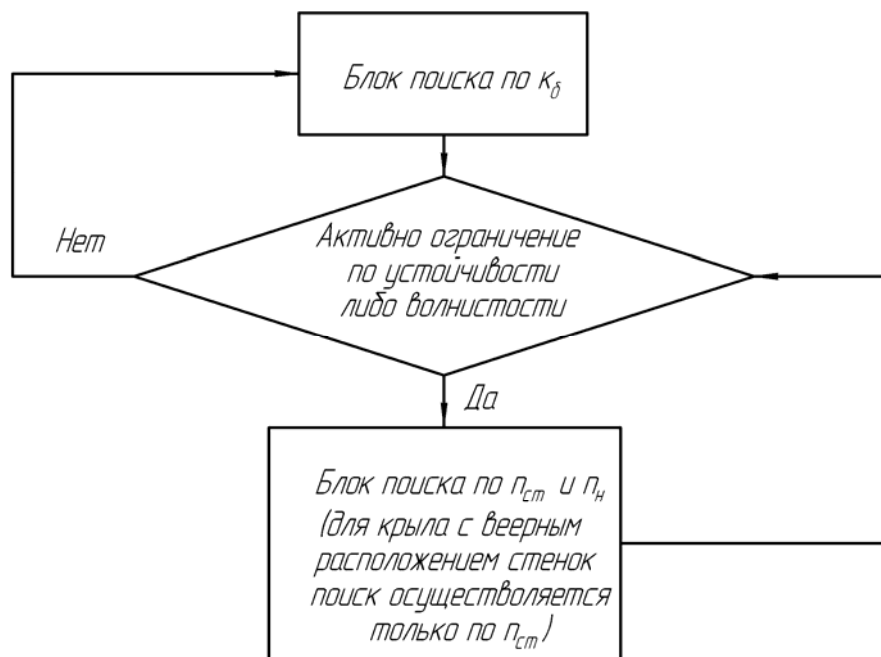 Блок поиска по к_б
Активно ограничение
по устойчивости
либо волнистости
Нет
Да
Блок поиска по n_ст и n_н
(для крыла с веерным
расположением стенок
поиск осуществоляется
только по n_ст)